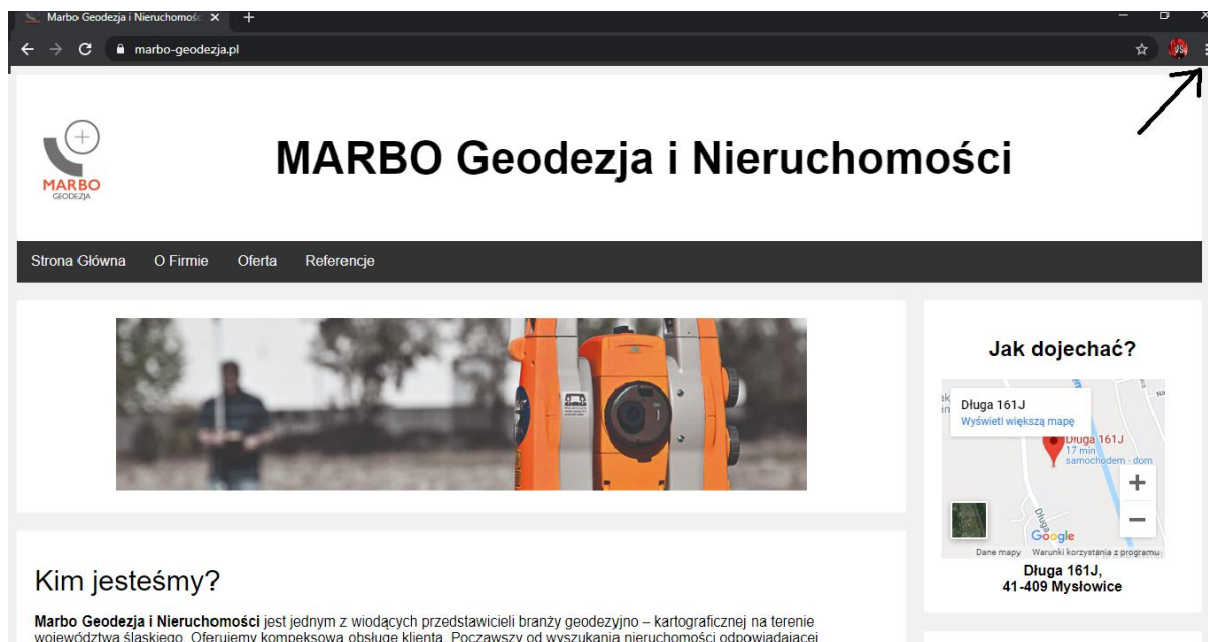 Marbo Geodezja i Nieruchomośc
marbo-geodezja.pl
MARBO
GEODEZJA
MARBO Geodezja i Nieruchomości
Strona Główna O Firmie Oferta Referencje
Jak dojechać?
Długa 161J
Wyświetl większą mapę
Długa 161J
17 min
samochodem - dom
Długa
Google
Dane mapy Warunki korzystania z programu
Długa 161J,
41-409 Mysłowice
Kim jesteśmy?
Marbo Geodezja i Nieruchomości jest jednym z wiodących przedstawicieli branży geodezyjno – kartograficznej na terenie
województwa śląskiego. Oferujemy kompeksową obsługę klienta. Począwszy od wyszukania nieruchomości odpowiadającej